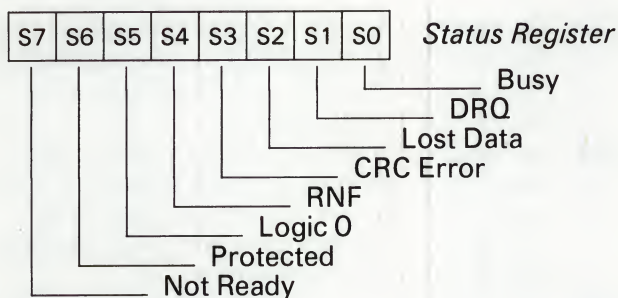 S7 S6 S5 S4 S3 S2 S1 S0 Status Register
Busy
DRQ
Lost Data
CRC Error
RNF
Logic 0
Protected
Not Ready